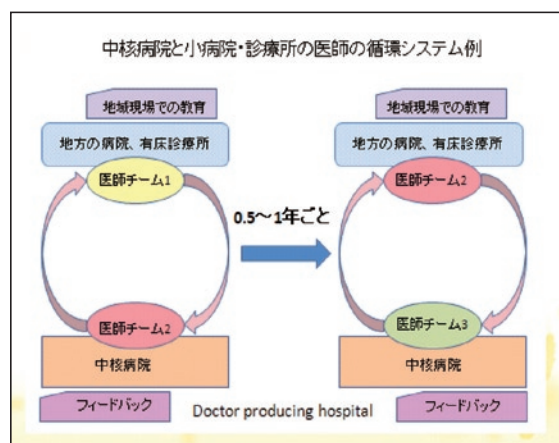 中核病院と小病院・診療所の医師の循環システム例
地域現場での教育
地方の病院、有床診療所
医師チーム1
医師チーム2
中核病院
フィードバック
0.5～1年ごと
Doctor producing hospital
地域現場での教育
地方の病院、有床診療所
医師チーム2
医師チーム3
中核病院
フィードバック